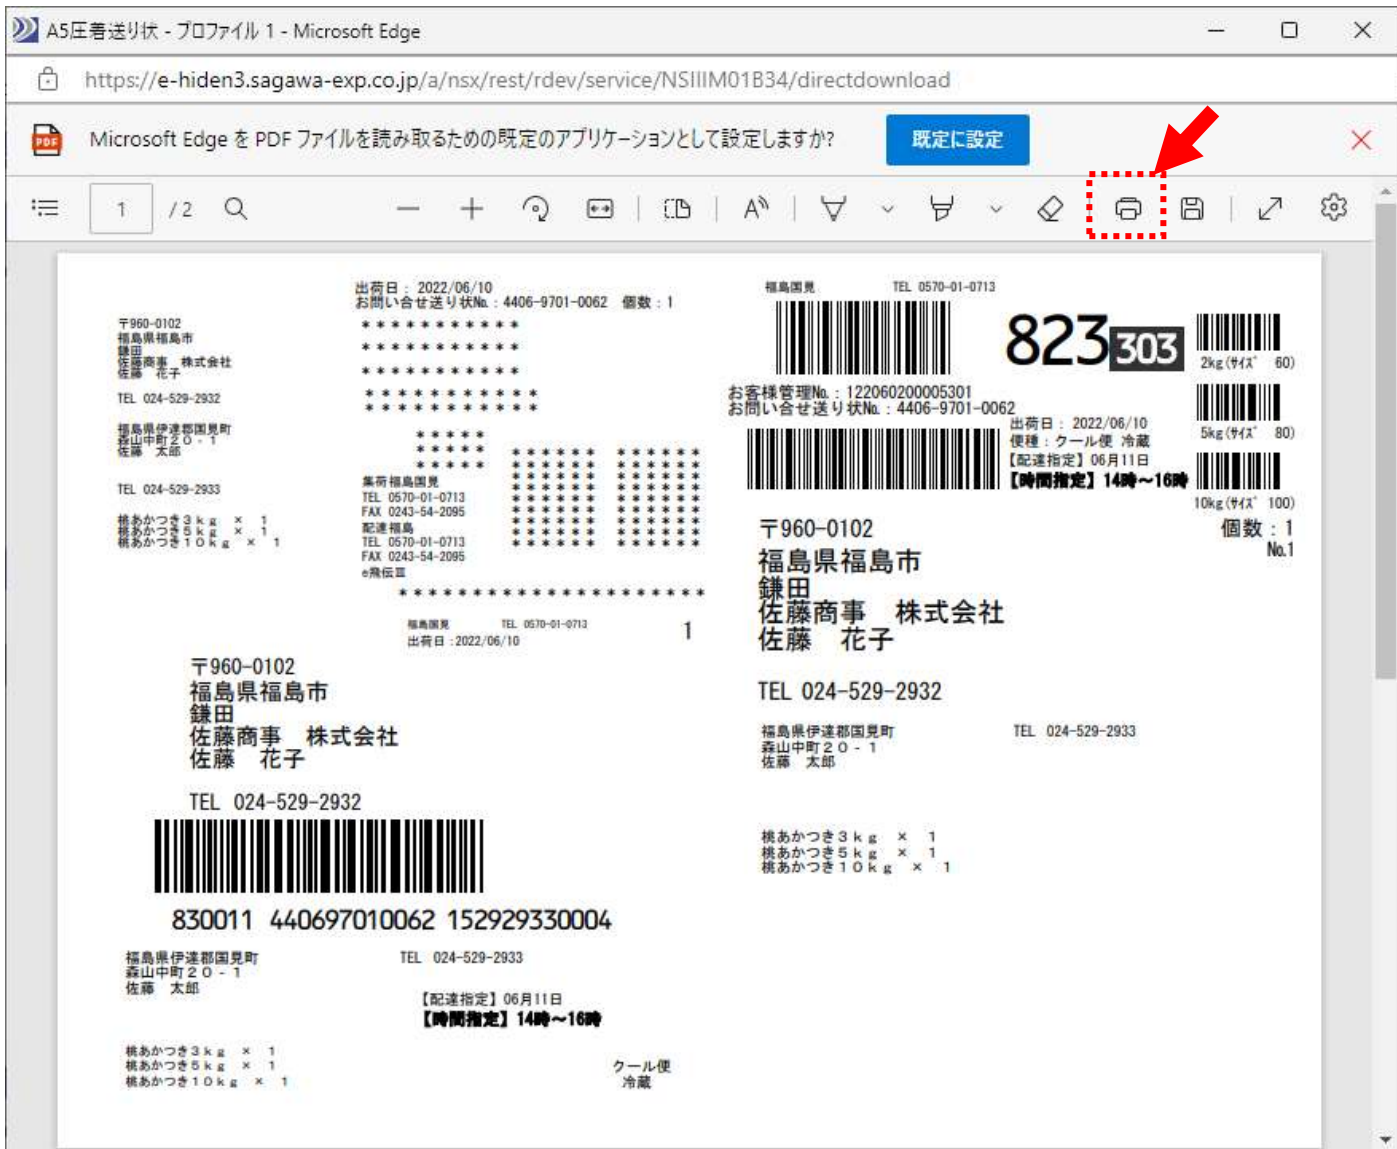 A5圧着送り状 - プロファイル 1 - Microsoft Edge
https://e-hiden3.sagawa-exp.co.jp/a/nsx/rest/rdev/service/NSIIIM01B34/directdownload
Microsoft Edge を PDF ファイルを読み取るための既定のアプリケーションとして設定しますか?
既定に設定
1 / 2
出荷日 : 2022/06/10
お問い合せ送り状No. : 4406-9701-0062 個数 : 1
〒960-0102
福島県福島市
鎌田
佐藤商事 株式会社
佐藤 花子
TEL 024-529-2932
福島県伊達郡国見町
森山中町20-1
佐藤 太郎
TEL 024-529-2933
桃あかつき3kg × 1
桃あかつき5kg × 1
桃あかつき10kg × 1
***********
***********
***********
************
************
*****
*****
*****
集荷福島国見
TEL 0570-01-0713
FAX 0243-54-2095
配達福島
TEL 0570-01-0713
FAX 0243-54-2095
e飛伝Ⅲ
****** ******
****** ******
****** ******
****** ******
****** ******
****** ******
****** ******
****** ******
*********************
福島国見 TEL 0570-01-0713
出荷日 :2022/06/10
1
〒960-0102
福島県福島市
鎌田
佐藤商事 株式会社
佐藤 花子
TEL 024-529-2932
830011 440697010062 152929330004
福島県伊達郡国見町 TEL 024-529-2933
森山中町20-1
佐藤 太郎
【配達指定】06月11日
【時間指定】14時~16時
桃あかつき3kg × 1
桃あかつき5kg × 1
桃あかつき10kg × 1
クール便
冷蔵
福島国見 TEL 0570-01-0713
823 303
2kg(ｻｲｽﾞ 60)
5kg(ｻｲｽﾞ 80)
10kg(ｻｲｽﾞ 100)
お客様管理No. : 122060200005301
お問い合せ送り状No. : 4406-9701-0062
出荷日 : 2022/06/10
便種 : クール便 冷蔵
【配達指定】06月11日
【時間指定】14時~16時
個数 : 1
No.1
〒960-0102
福島県福島市
鎌田
佐藤商事 株式会社
佐藤 花子
TEL 024-529-2932
福島県伊達郡国見町 TEL 024-529-2933
森山中町20-1
佐藤 太郎
桃あかつき3kg × 1
桃あかつき5kg × 1
桃あかつき10kg × 1